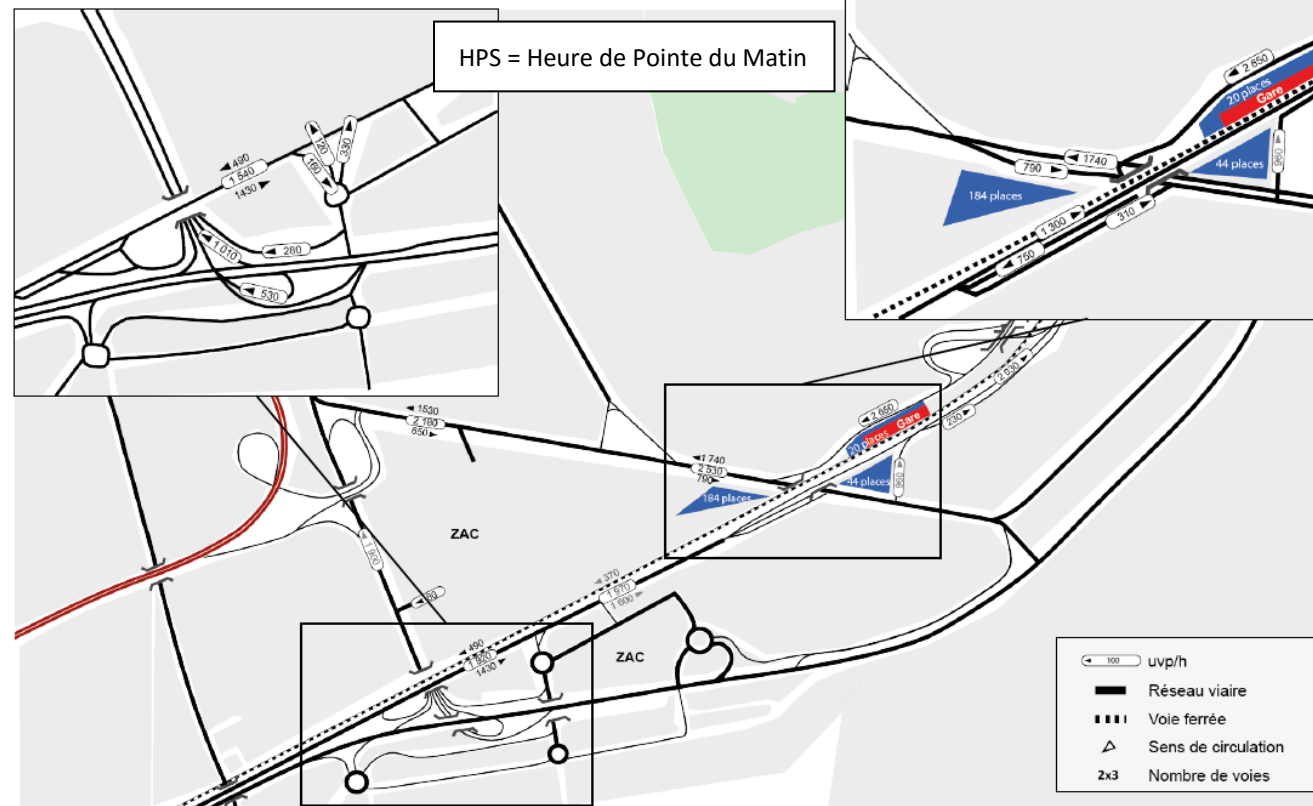 HPS = Heure de Pointe du Matin
490
1 540
1430
120
330
160
1 010
280
530
2 650
20 places
Gare
1740
790
44 places
960
184 places
1 300
310
750
1530
2 180
650
1 740
2 530
790
184 places
2 650
20 places
Gare
44 places
960
2 030
230
ZAC
1 900
370
1 970
1 600
490
1 920
1430
ZAC
100 uvp/h
Réseau viaire
Voie ferrée
Sens de circulation
2x3 Nombre de voies